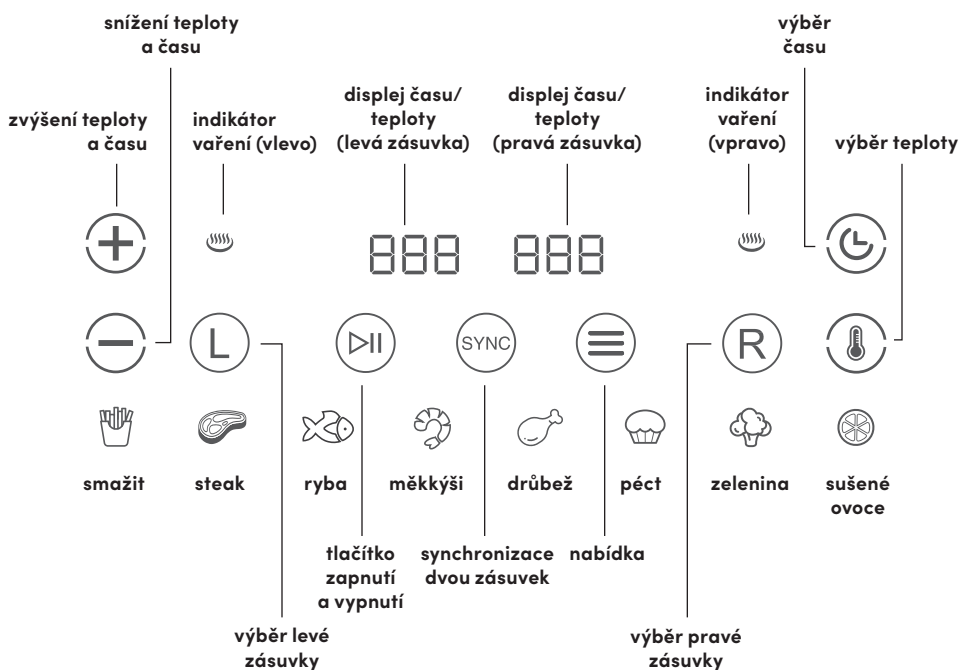 snížení teploty
a času
výběr
času
zvýšení teploty
a času
indikátor
vaření (vlevo)
displej času/
teploty
(levá zásuvka)
displej času/
teploty
(pravá zásuvka)
indikátor
vaření
(vpravo)
výběr teploty
888 888
L
SYNC
R
smažit
steak
ryba
měkkýši
drůbež
péct
zelenina
sušené
ovoce
tlačítko
zapnutí
a vypnutí
synchronizace
dvou zásuvek
nabídka
výběr levé
zásuvky
výběr pravé
zásuvky